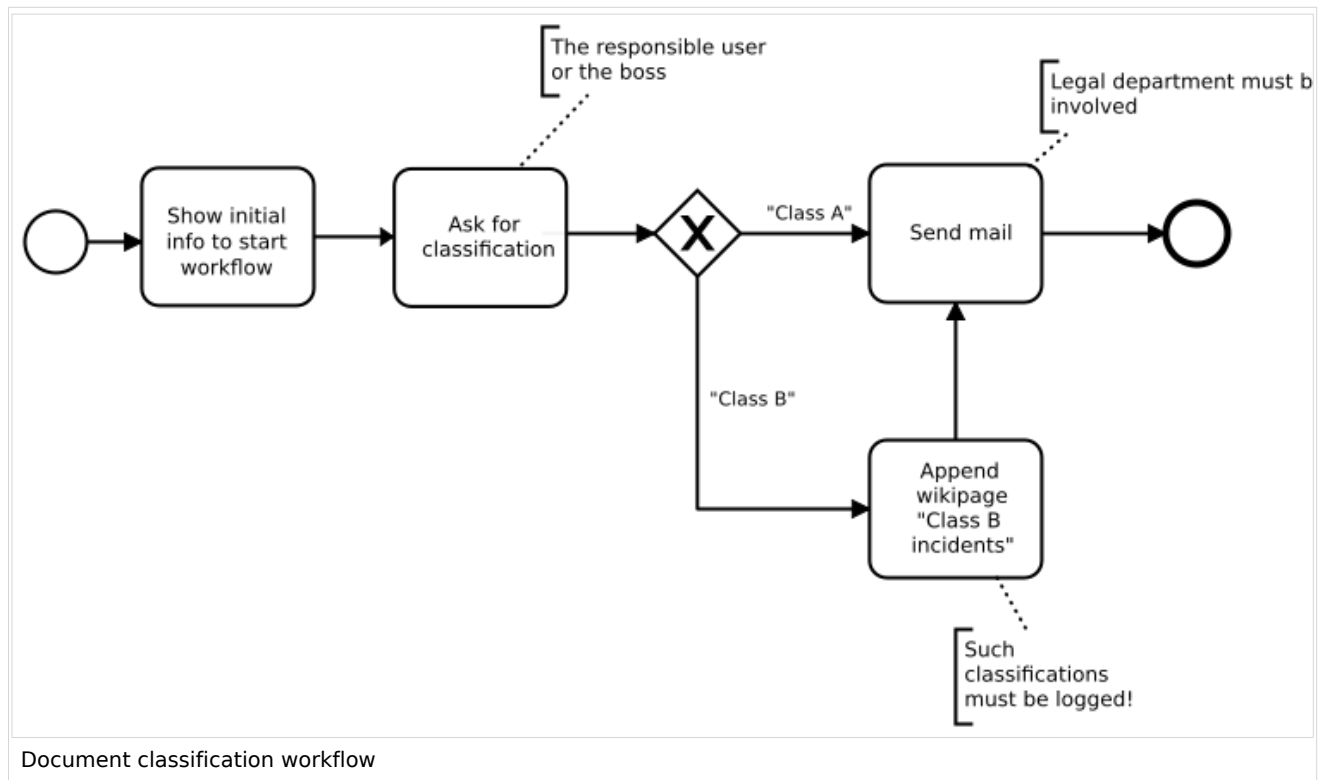 The responsible user
or the boss
Legal department must b
involved
Show initial
info to start
workflow
Ask for
classification
X
"Class A"
Send mail
"Class B"
Append
wikipage
"Class B
incidents"
Such
classifications
must be logged!
Document classification workflow